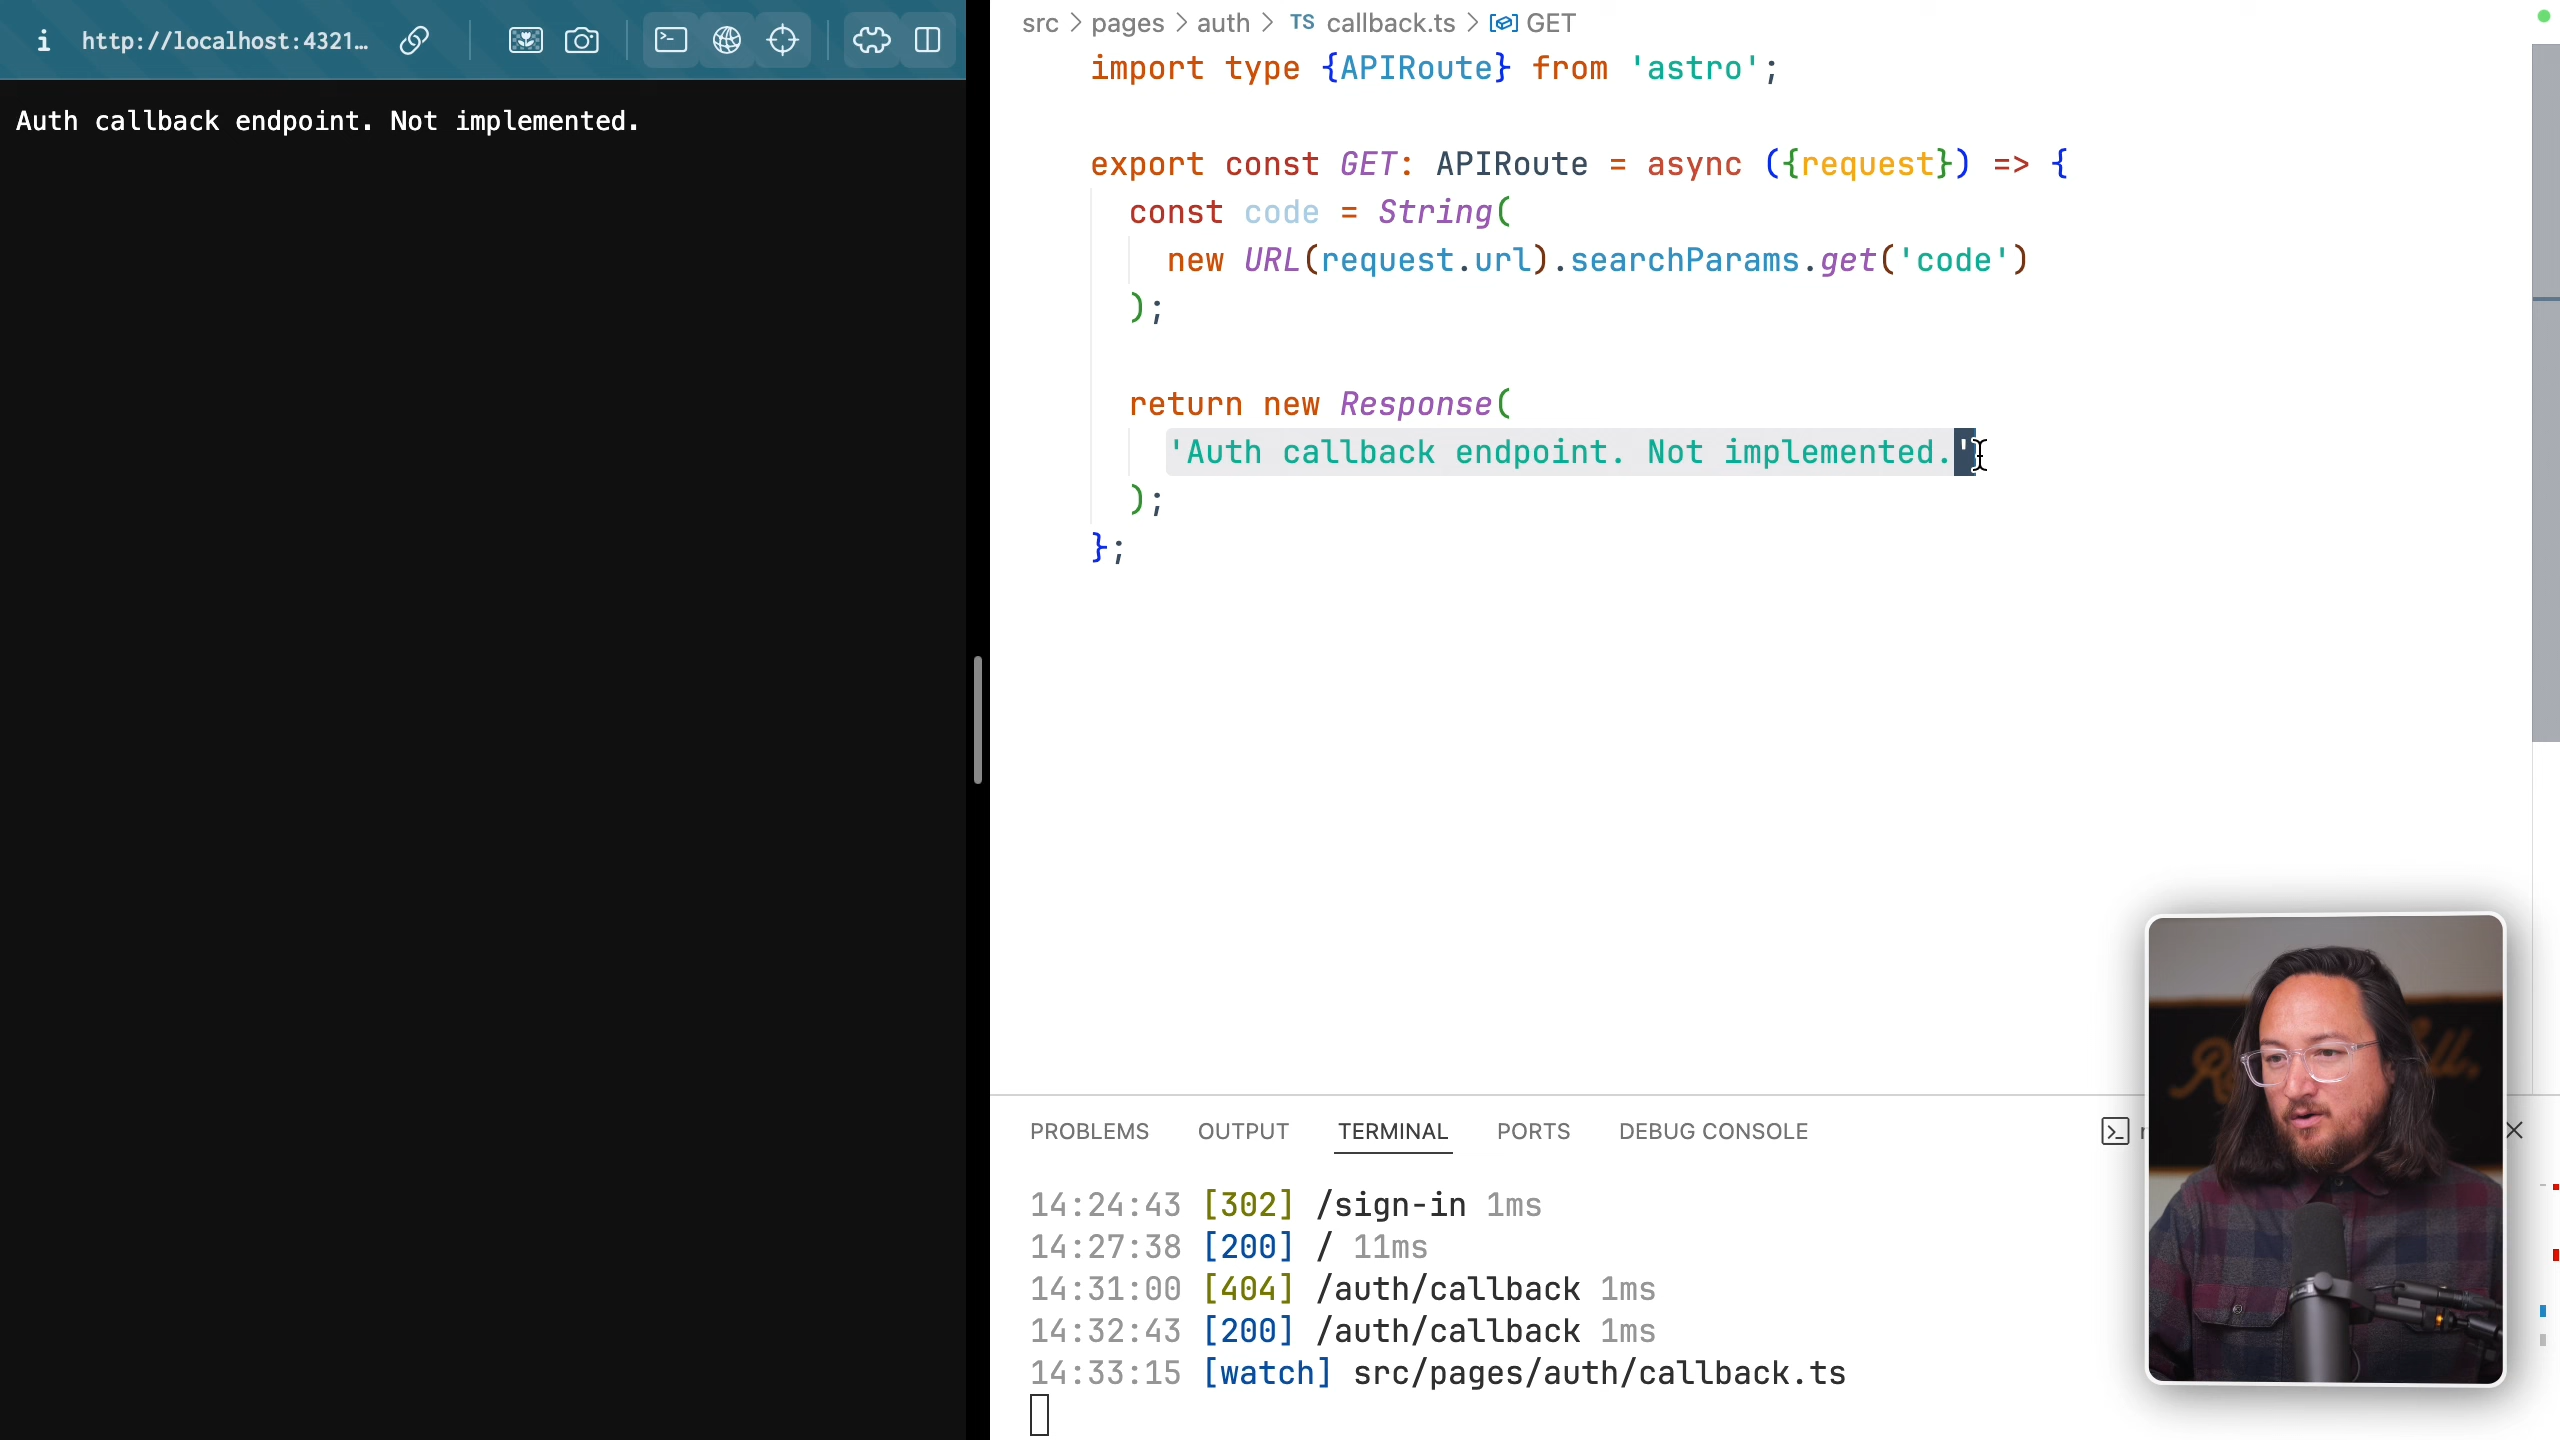 i http://localhost:4321…
Auth callback endpoint. Not implemented.
src > pages > auth > TS callback.ts > GET
import type {APIRoute} from 'astro';
export const GET: APIRoute = async ({request}) => {
const code = String(
new URL(request.url).searchParams.get('code')
);
return new Response(
'Auth callback endpoint. Not implemented.'
);
};
PROBLEMS OUTPUT TERMINAL PORTS DEBUG CONSOLE
14:24:43 [302] /sign-in 1ms
14:27:38 [200] / 11ms
14:31:00 [404] /auth/callback 1ms
14:32:43 [200] /auth/callback 1ms
14:33:15 [watch] src/pages/auth/callback.ts